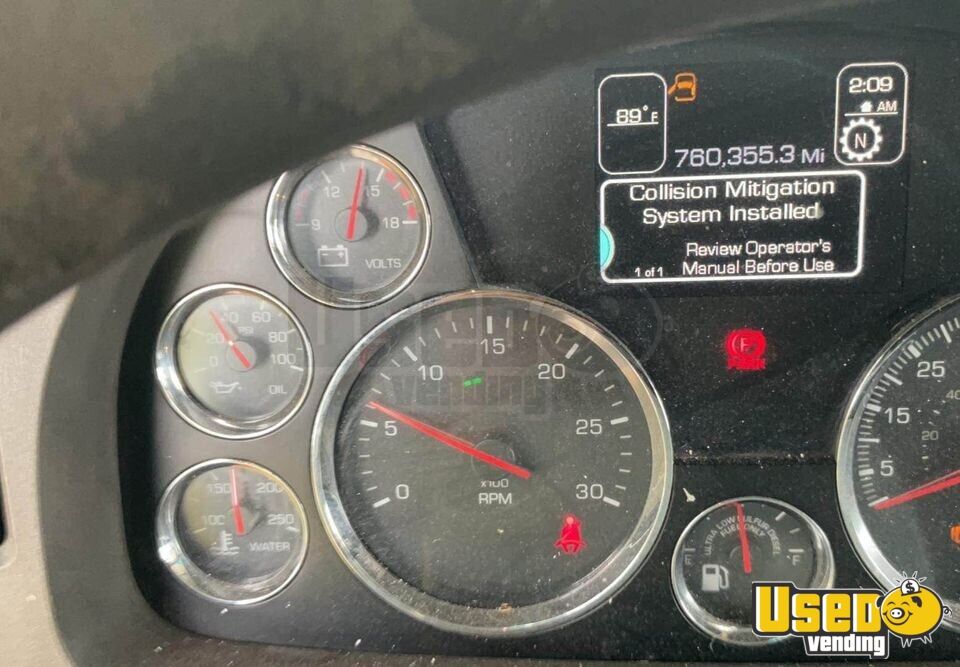 89°F
2:09
AM
N
760,355.3 Mi
Collision Mitigation
System Installed
Review Operator's
1 of 1 Manual Before Use
9 12 15 18
VOLTS
0 20 40 60 80 100
PSI
OIL
100 150 200 250
WATER
0 5 10 15 20 25 30
x100
RPM
PARK
ULTRA LOW SULFUR DIESEL
FUEL ONLY
F
5 15 25
20
vending
USED
vending